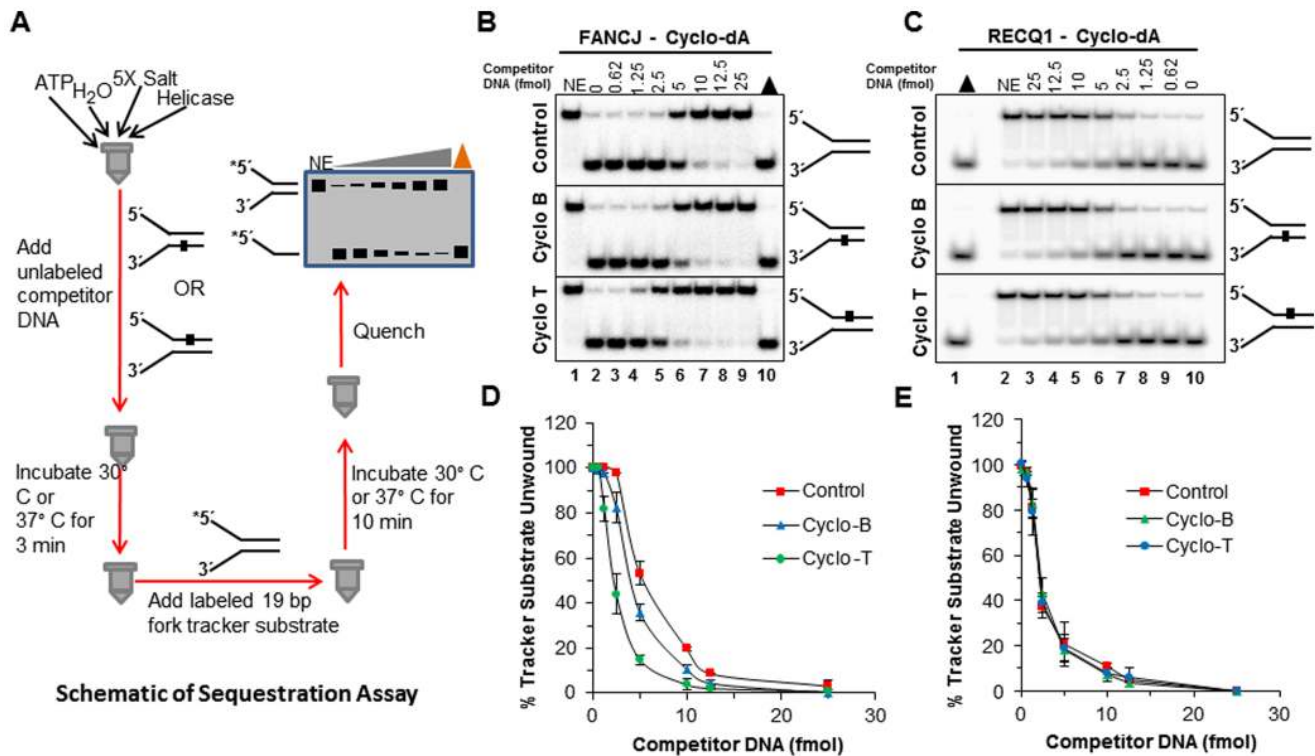 A
ATP
H2O
5X Salt
Helicase
Add
unlabeled
competitor
DNA
5´
3´
OR
5´
3´
Incubate 30°
C or
37° C for
3 min
*5´
3´
Add labeled 19 bp
fork tracker substrate
Incubate 30° C
or 37° C for
10 min
Quench
NE
*5´
3´
*5´
Schematic of Sequestration Assay
B
FANCJ - Cyclo-dA
Competitor
DNA (fmol)
NE 0 0.62 1.25 2.5 5 10 12.5 25
Control
5´
3´
Cyclo B
5´
3´
Cyclo T
5´
3´
1 2 3 4 5 6 7 8 9 10
C
RECQ1 - Cyclo-dA
Competitor
DNA (fmol)
NE 25 12.5 10 5 2.5 1.25 0.62 0
Control
5´
3´
Cyclo B
5´
3´
Cyclo T
5´
3´
1 2 3 4 5 6 7 8 9 10
D
% Tracker Substrate Unwound
120
100
80
60
40
20
0
0 10 20 30
Competitor DNA (fmol)
Control
Cyclo-B
Cyclo-T
E
% Tracker Substrate Unwound
120
100
80
60
40
20
0
0 10 20 30
Competitor DNA (fmol)
Control
Cyclo-B
Cyclo-T